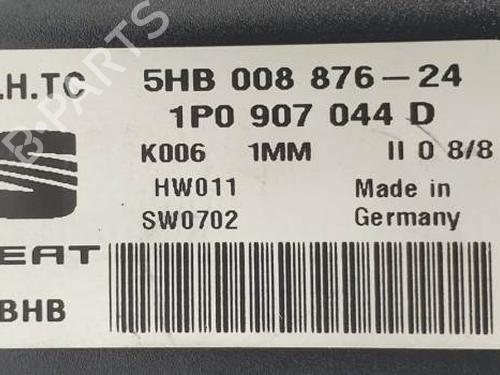 .H.TC
5HB 008 876-24
1P0 907 044 D
K006 1MM II 0 8/8
HW011 Made in
SW0702 Germany
EAT
BHB
B-PARTS